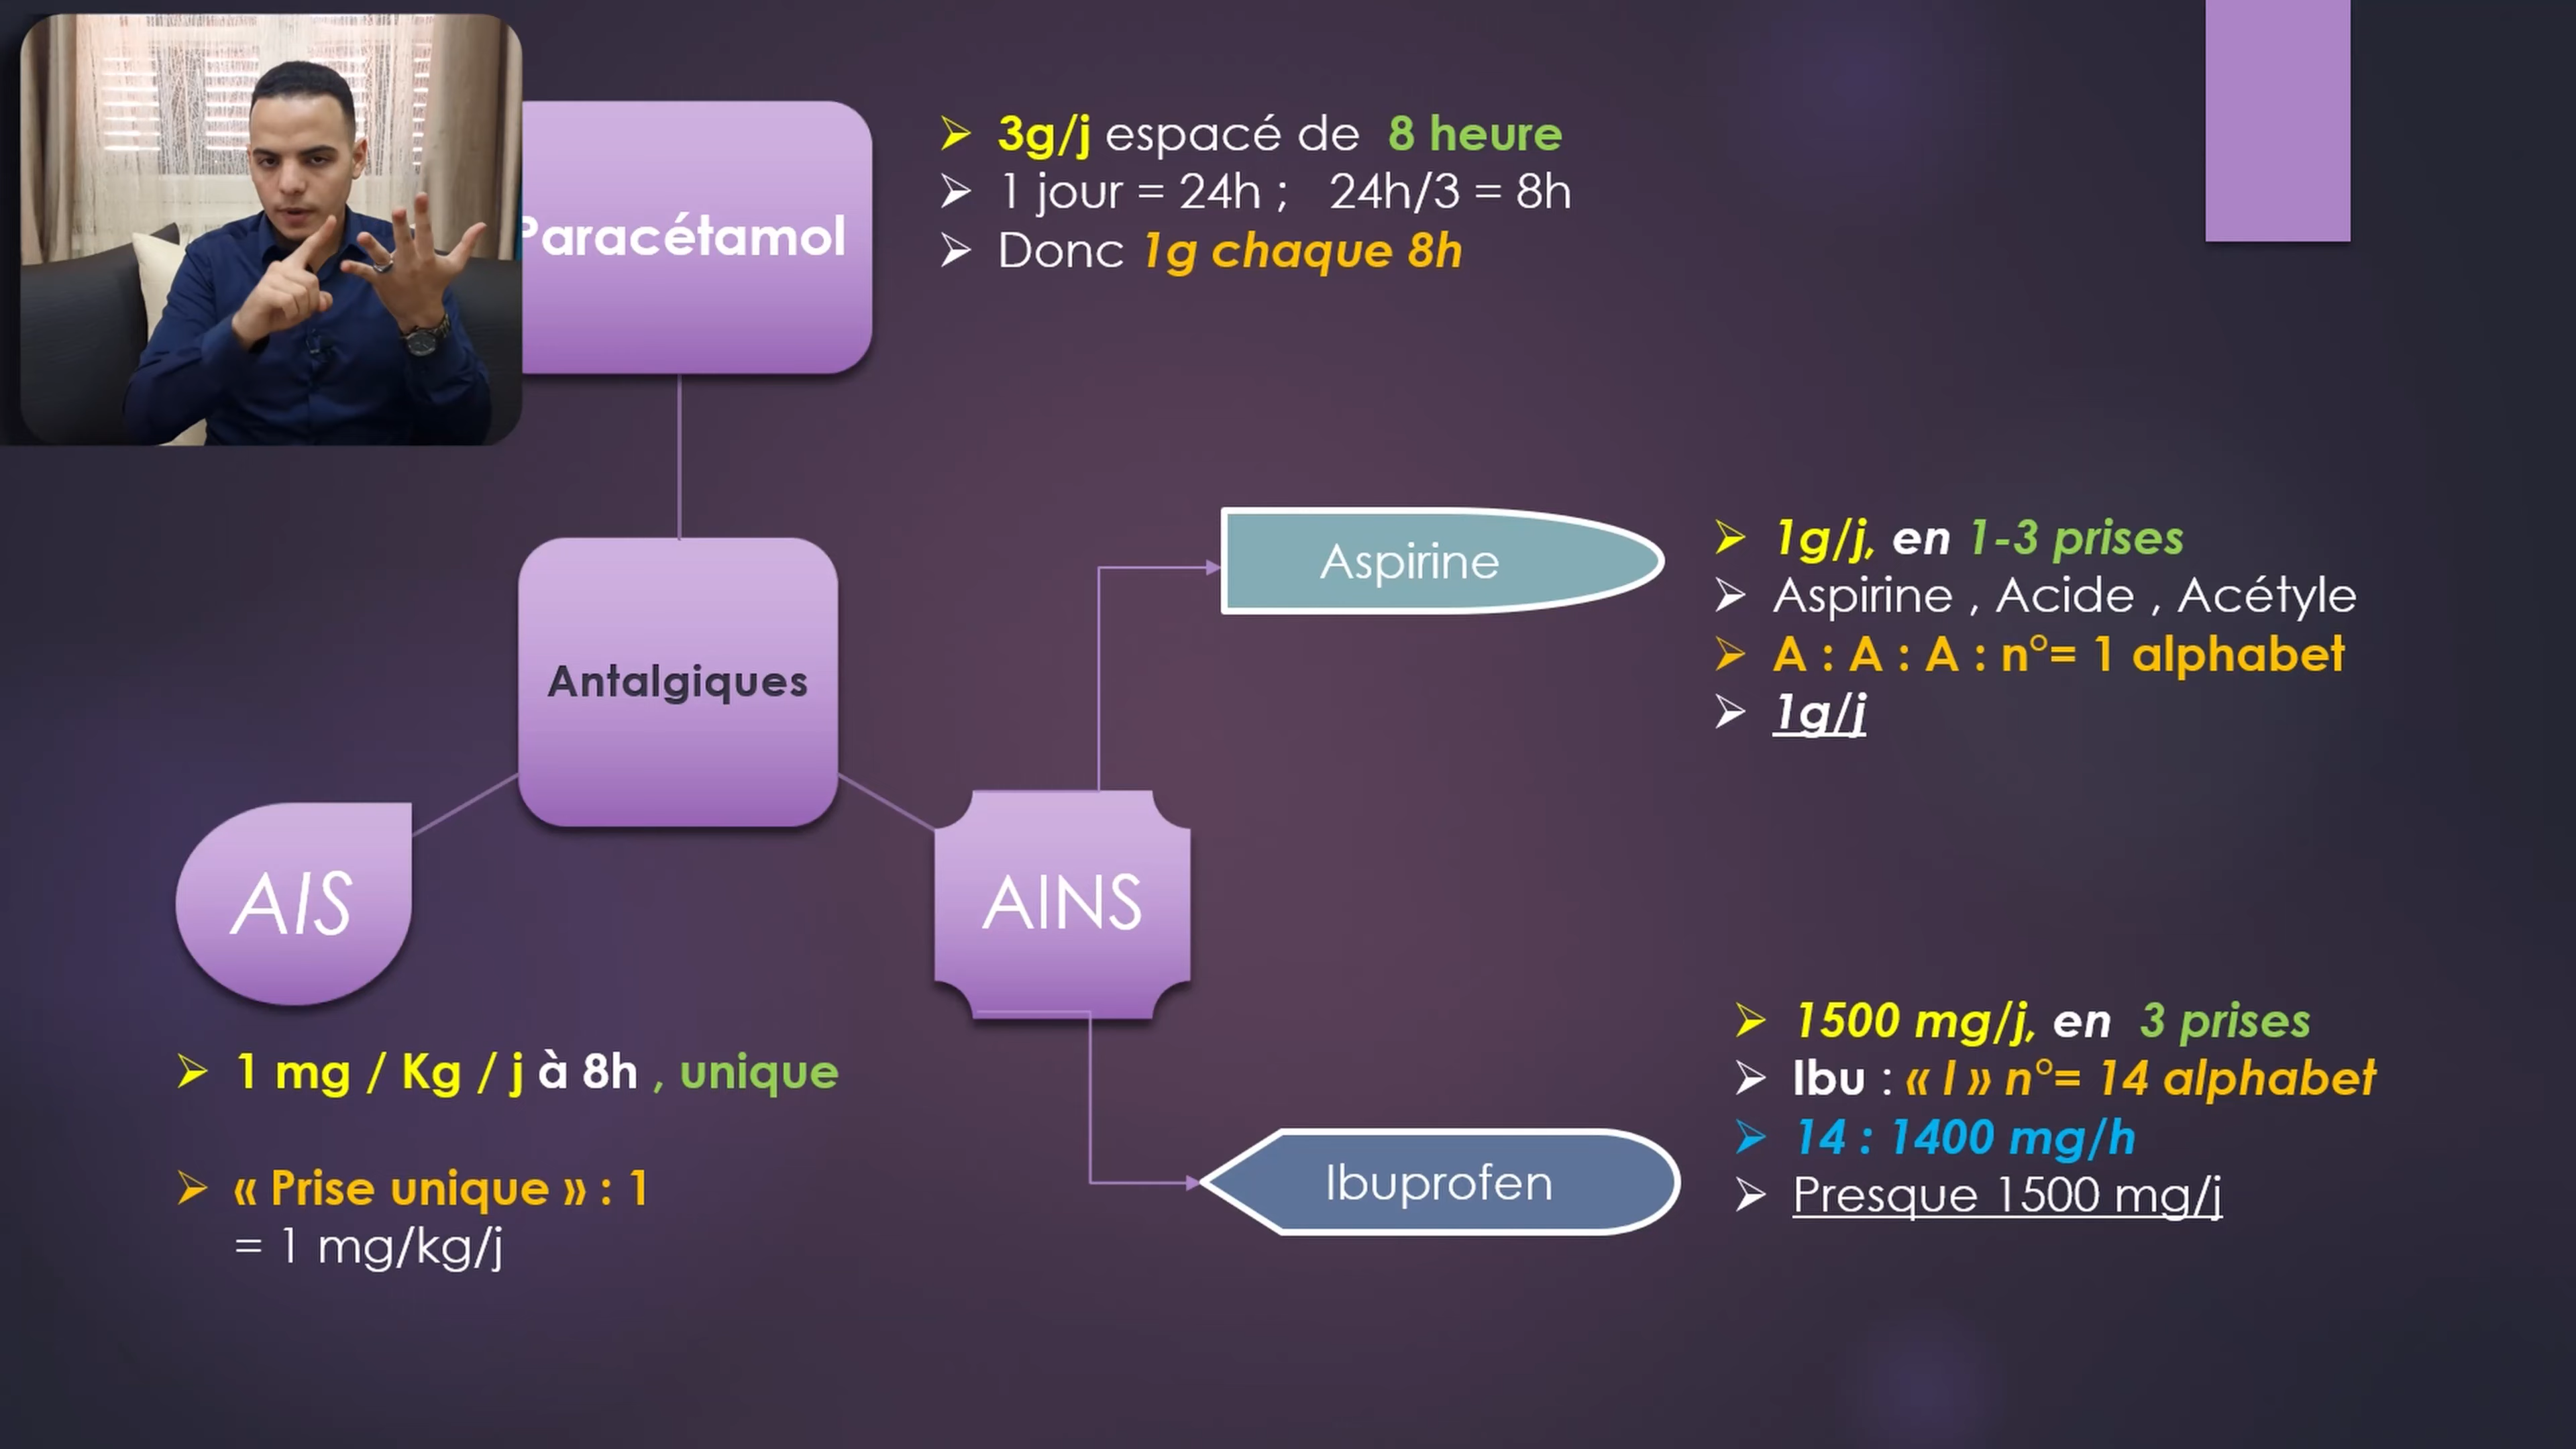 Paracétamol
➢ 3g/j espacé de 8 heure
➢ 1 jour = 24h ; 24h/3 = 8h
➢ Donc 1g chaque 8h
Antalgiques
Aspirine
➢ 1g/j, en 1-3 prises
➢ Aspirine , Acide , Acétyle
➢ A : A : A : n°= 1 alphabet
➢ 1g/j
AIS
AINS
➢ 1 mg / Kg / j à 8h , unique
➢ « Prise unique » : 1
= 1 mg/kg/j
Ibuprofen
➢ 1500 mg/j, en 3 prises
➢ Ibu : « I » n°= 14 alphabet
➢ 14 : 1400 mg/h
➢ Presque 1500 mg/j